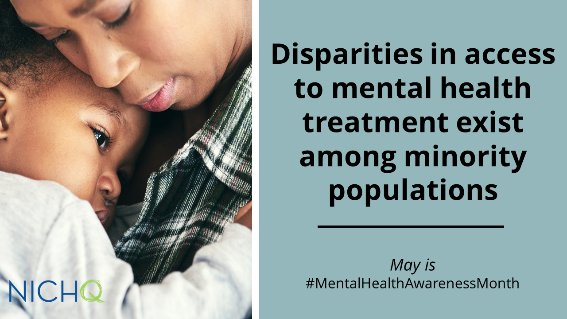 Disparities in access
to mental health
treatment exist
among minority
populations
May is
#MentalHealthAwarenessMonth
NICHQ